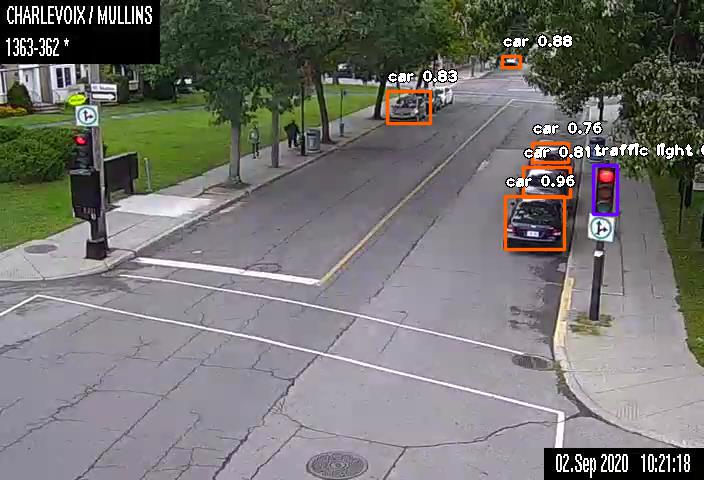 CHARLEVOIX / MULLINS
1363-362 *
car 0.88
car 0.83
car 0.76
car 0.81
traffic light
car 0.96
02.Sep 2020 10:21:18